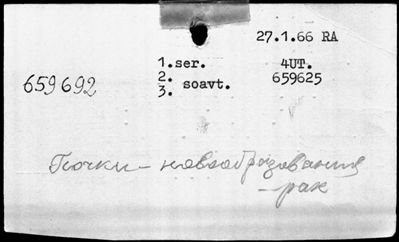 27.1.66 RA
1. ser. 4UT.
659692
2. soavt. 659625
3.
Почки – новообразования
– рак